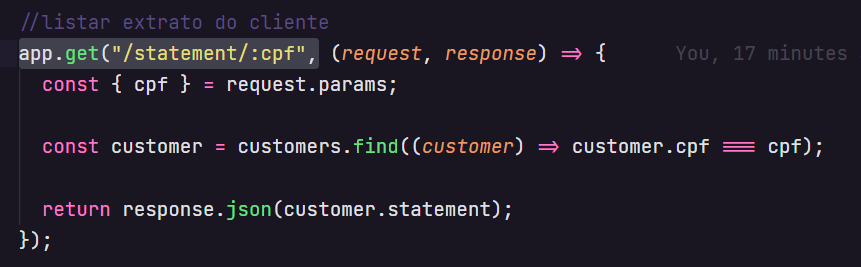 //listar extrato do cliente
app.get("/statement/:cpf", (request, response) => { You, 17 minutes
const { cpf } = request.params;
const customer = customers.find((customer) => customer.cpf === cpf);
return response.json(customer.statement);
});